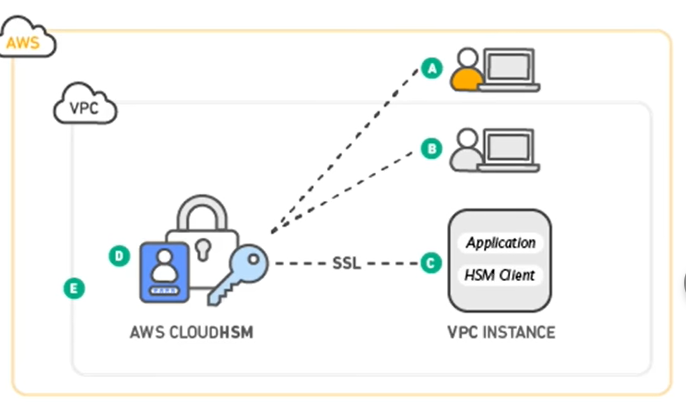 AWS
A
VPC
B
Application
D
SSL
C
HSM Client
E
AWS CLOUDHSM
VPC INSTANCE